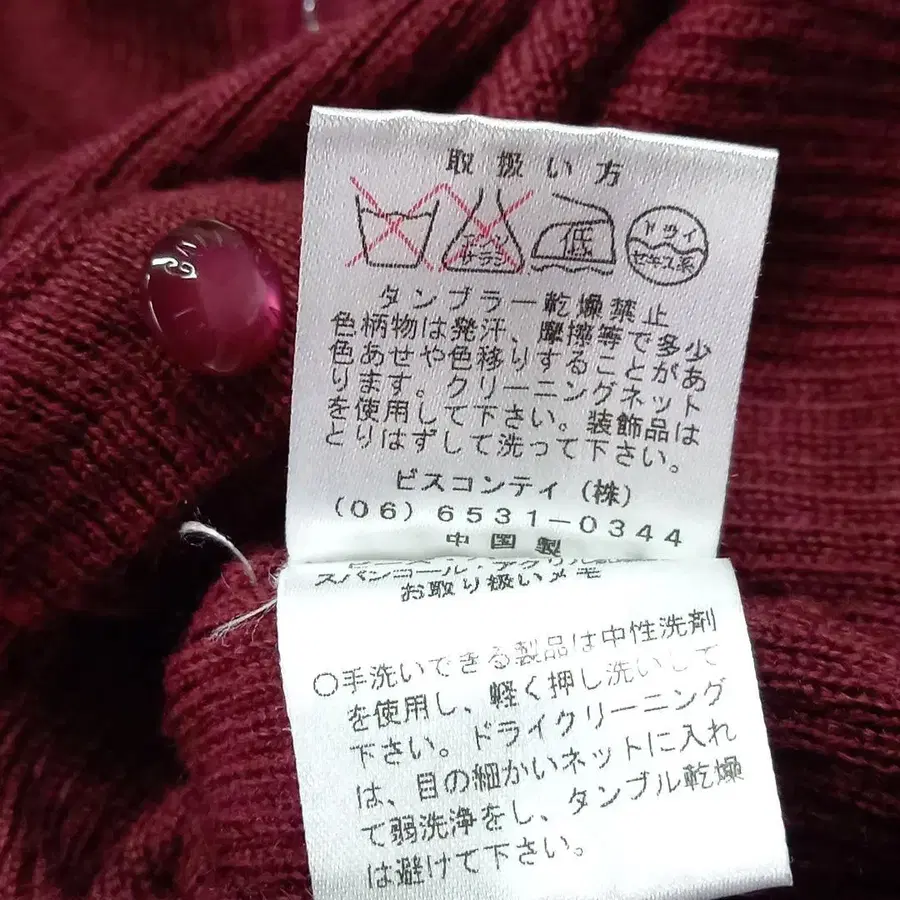 取扱い方
エンソ サラシ
低
ドライ
セキユ系
タンブラー乾燥禁止
色柄物は発汗、摩擦等で多少
色あせや色移りすることがあ
ります。クリーニングネット
を使用して下さい。装飾品は
とりはずして洗って下さい。
ビスコンティ(株)
(06)6531-0344
中国製
お取り扱いメモ
○手洗いできる製品は中性洗剤
を使用し、軽く押し洗いして
下さい。ドライクリーニング
は、目の細かいネットに入れ
て弱洗浄をし、タンブル乾燥
は避けて下さい。